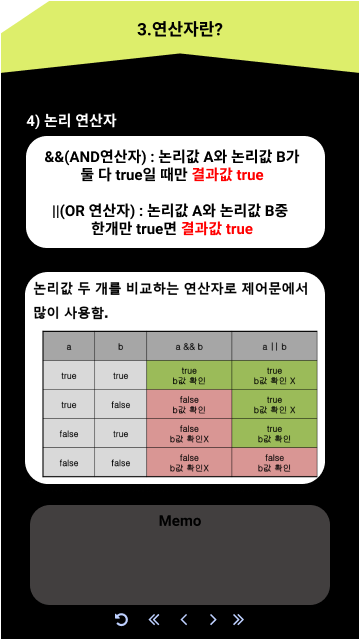 3.연산자란?
4) 논리 연산자
&&(AND연산자) : 논리값 A와 논리값 B가
둘 다 true일 때만 결과값 true
||(OR 연산자) : 논리값 A와 논리값 B중
한개만 true면 결과값 true
논리값 두 개를 비교하는 연산자로 제어문에서
많이 사용함.
a b a && b a || b
true true true true
b값 확인 b값 확인 X
true false false true
b값 확인 b값 확인 X
false true false true
b값 확인X b값 확인
false false false false
b값 확인X b값 확인
Memo